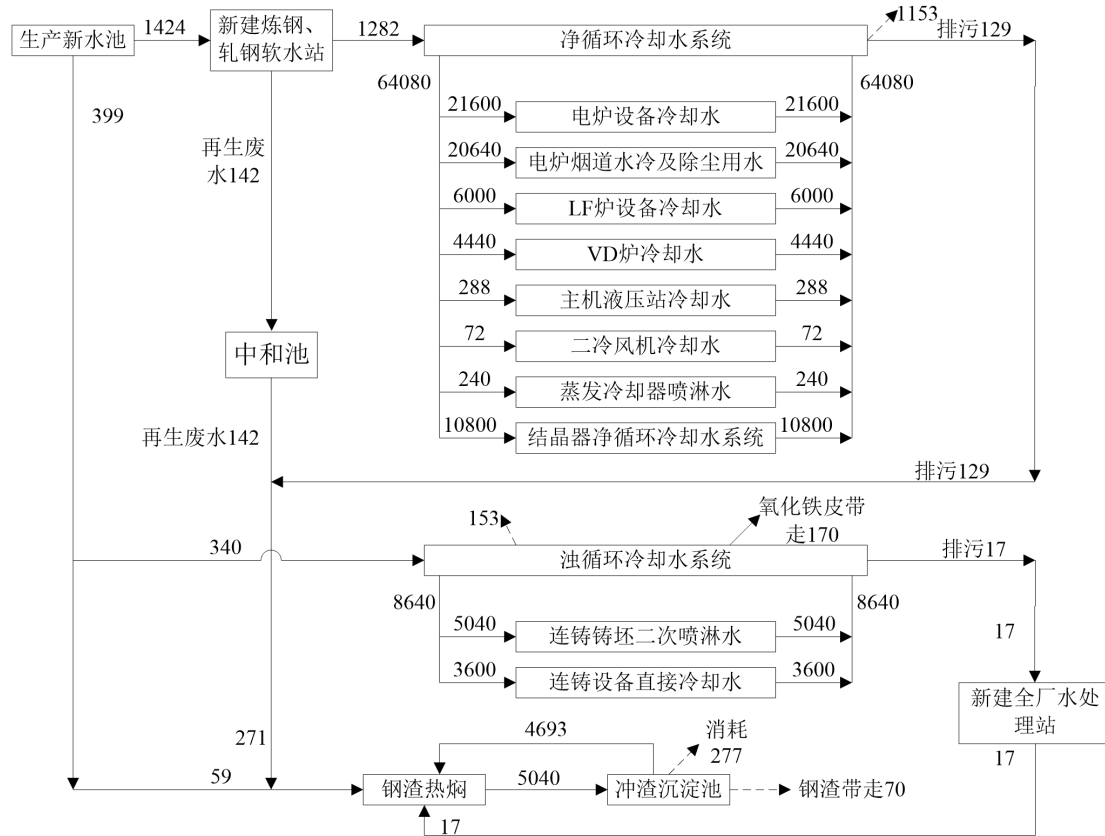 生产新水池
1424
新建炼钢、
轧钢软水站
1282
净循环冷却水系统
1153
排污129
399
再生废
水142
64080
64080
21600
电炉设备冷却水
21600
20640
电炉烟道水冷及除尘用水
20640
6000
LF炉设备冷却水
6000
4440
VD炉冷却水
4440
288
主机液压站冷却水
288
72
二冷风机冷却水
72
240
蒸发冷却器喷淋水
240
10800
结晶器净循环冷却水系统
10800
中和池
再生废水142
排污129
340
153
氧化铁皮带
走170
浊循环冷却水系统
排污17
8640
8640
5040
连铸铸坯二次喷淋水
5040
3600
连铸设备直接冷却水
3600
17
新建全厂水处
理站
17
271
59
钢渣热焖
4693
5040
冲渣沉淀池
消耗
277
钢渣带走70
17